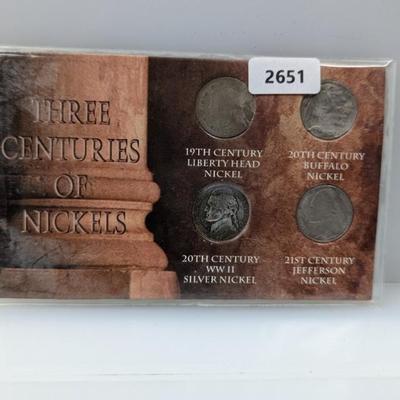 2651
THREE
CENTURIES
OF
NICKELS
19TH CENTURY
LIBERTY HEAD
NICKEL
20TH CENTURY
BUFFALO
NICKEL
20TH CENTURY
WW II
SILVER NICKEL
21ST CENTURY
JEFFERSON
NICKEL